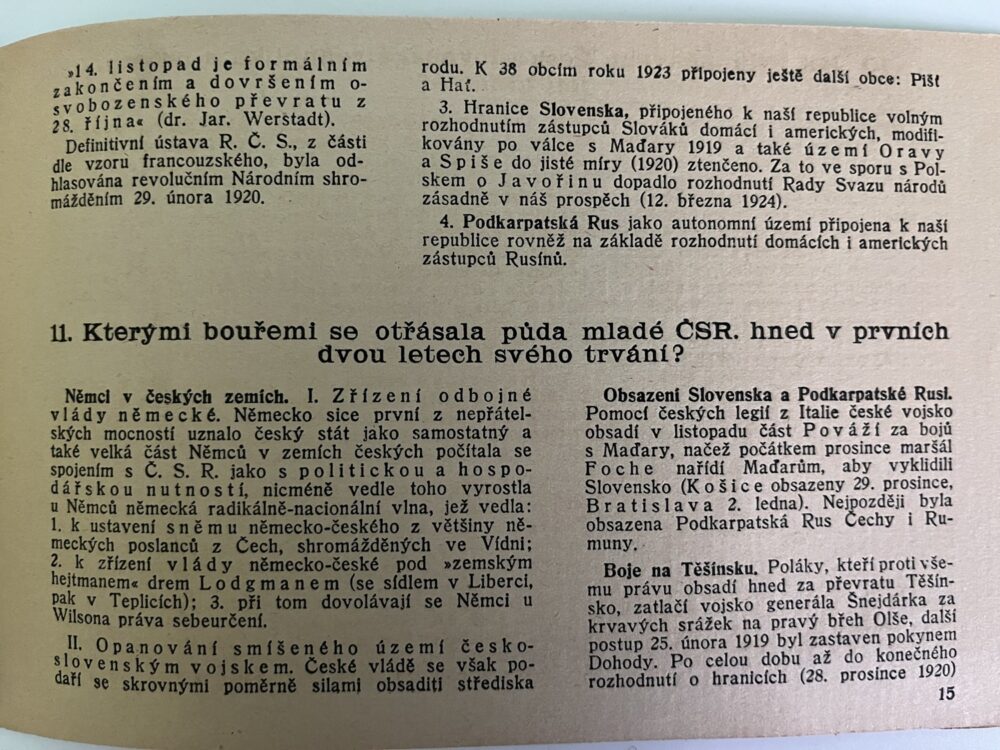 »14. listopad je formálním
zakončením a dovršením o-
svobozenského převratu z
28. října« (dr. Jar. Werstadt).
Definitivní ústava R. Č. S., z části
dle vzoru francouzského, byla od-
hlasována revolučním Národním shro-
mážděním 29. února 1920.
rodu. K 38 obcím roku 1923 připojeny ještě další obce: Píšť
a Hať.
3. Hranice Slovenska, připojeného k naší republice volným
rozhodnutím zástupců Slováků domácí i amerických, modifi-
kovány po válce s Maďary 1919 a také území Oravy
a Spiše do jisté míry (1920) ztenčeno. Za to ve sporu s Pol-
skem o Javořinu dopadlo rozhodnutí Rady Svazu národů
zásadně v náš prospěch (12. března 1924).
4. Podkarpatská Rus jako autonomní území připojena k naší
republice rovněž na základě rozhodnutí domácích i amerických
zástupců Rusínů.
11. Kterými bouřemi se otřásala půda mladé ČSR. hned v prvních
dvou letech svého trvání?
Němci v českých zemích. I. Zřízení odbojné
vlády německé. Německo sice první z nepřátel-
ských mocností uznalo český stát jako samostatný a
také velká část Němců v zemích českých počítala se
spojením s Č. S. R. jako s politickou a hospo-
dářskou nutností, nicméně vedle toho vyrostla
u Němců německá radikálně-nacionální vlna, jež vedla:
1. k ustavení sněmu německo-českého z většiny ně-
meckých poslanců z Čech, shromážděných ve Vídni;
2. k zřízení vlády německo-české pod »zemským
hejtmanem« drem Lodgmanem (se sídlem v Liberci,
pak v Teplicích); 3. při tom dovolávají se Němci u
Wilsona práva sebeurčení.
II. Opanování smíšeného území česko-
slovenským vojskem. České vládě se však po-
daří se skrovnými poměrně silami obsaditi střediska
Obsazení Slovenska a Podkarpatské Rusi.
Pomocí českých legií z Italie české vojsko
obsadí v listopadu část Považí za bojů
s Maďary, načež počátkem prosince maršál
Foche nařídí Maďarům, aby vyklidili
Slovensko (Košice obsazeny 29. prosince,
Bratislava 2. ledna). Nejpozději byla
obsazena Podkarpatská Rus Čechy i Ru-
muny.
Boje na Těšínsku. Poláky, kteří proti vše-
mu právu obsadí hned za převratu Těšín-
sko, zatlačí vojsko generála Šnejdárka za
krvavých srážek na pravý břeh Olše, další
postup 25. února 1919 byl zastaven pokynem
Dohody. Po celou dobu až do konečného
rozhodnutí o hranicích (28. prosince 1920)
15